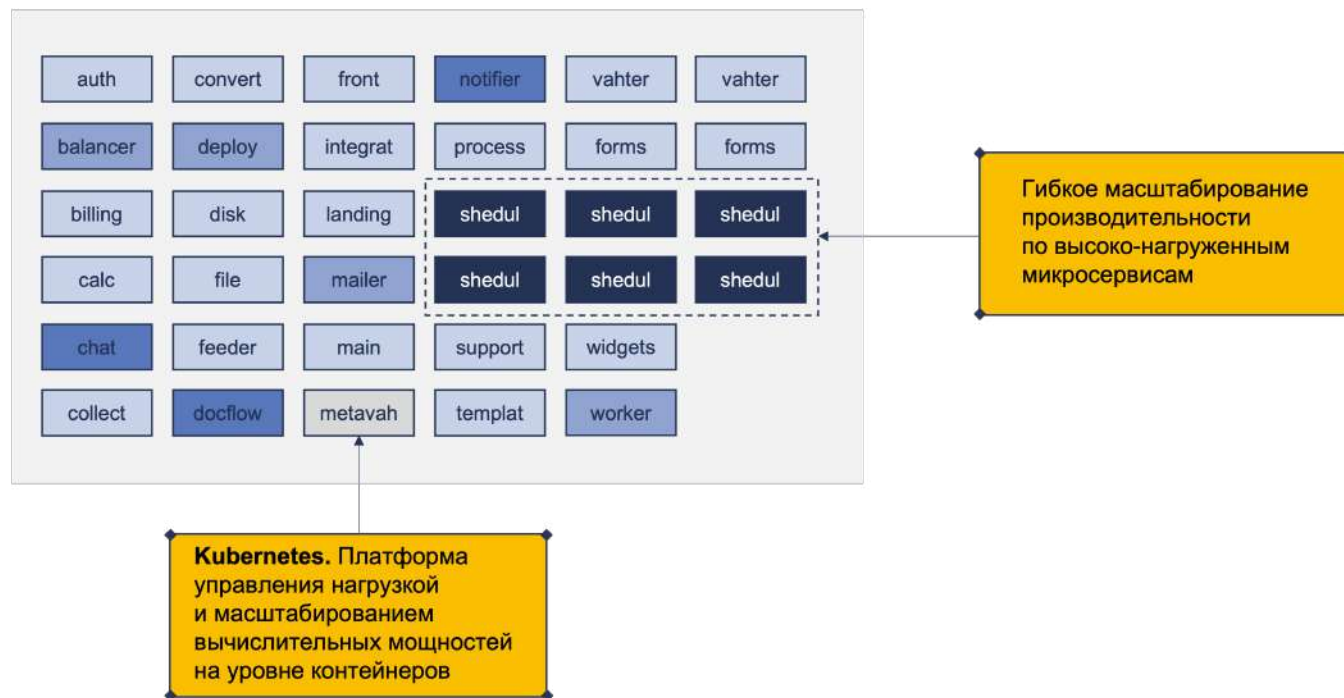 auth convert front notifier vahter vahter
balancer deploy integrat process forms forms
billing disk landing shedul shedul shedul
calc file mailer shedul shedul shedul
chat feeder main support widgets
collect docflow metavah templat worker
Гибкое масштабирование
производительности
по высоко-нагруженным
микросервисам
Kubernetes. Платформа
управления нагрузкой
и масштабированием
вычислительных мощностей
на уровне контейнеров